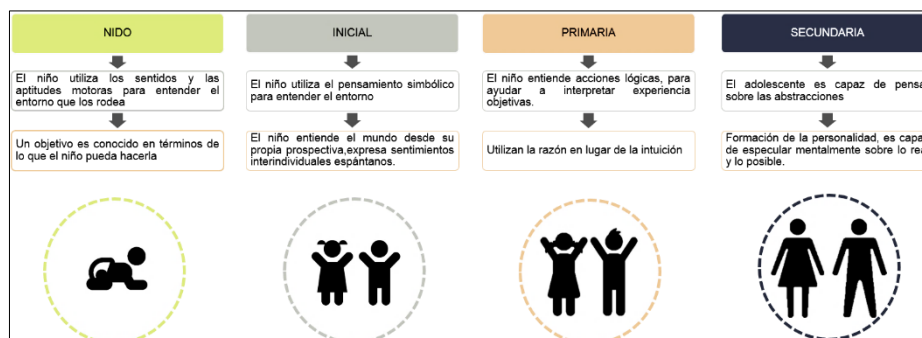 NIDO
El niño utiliza los sentidos y las
aptitudes motoras para entender el
entorno que los rodea
Un objetivo es conocido en términos de
lo que el niño pueda hacerla
INICIAL
El niño utiliza el pensamiento simbólico
para entender el entorno
El niño entiende el mundo desde su
propia prospectiva,expresa sentimientos
interindividuales espántanos.
PRIMARIA
El niño entiende acciones lógicas, para
ayudar a interpretar experiencia
objetivas.
Utilizan la razón en lugar de la intuición
SECUNDARIA
El adolescente es capaz de pensa
sobre las abstracciones
Formación de la personalidad, es capa
de especular mentalmente sobre lo rea
y lo posible.